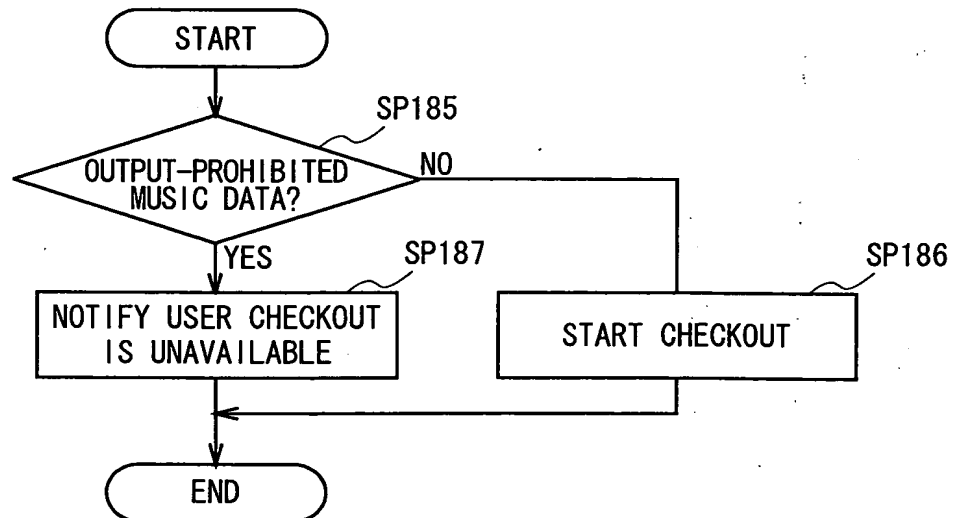 START
SP185
OUTPUT-PROHIBITED
MUSIC DATA?
NO
YES
SP187
NOTIFY USER CHECKOUT
IS UNAVAILABLE
SP186
START CHECKOUT
END